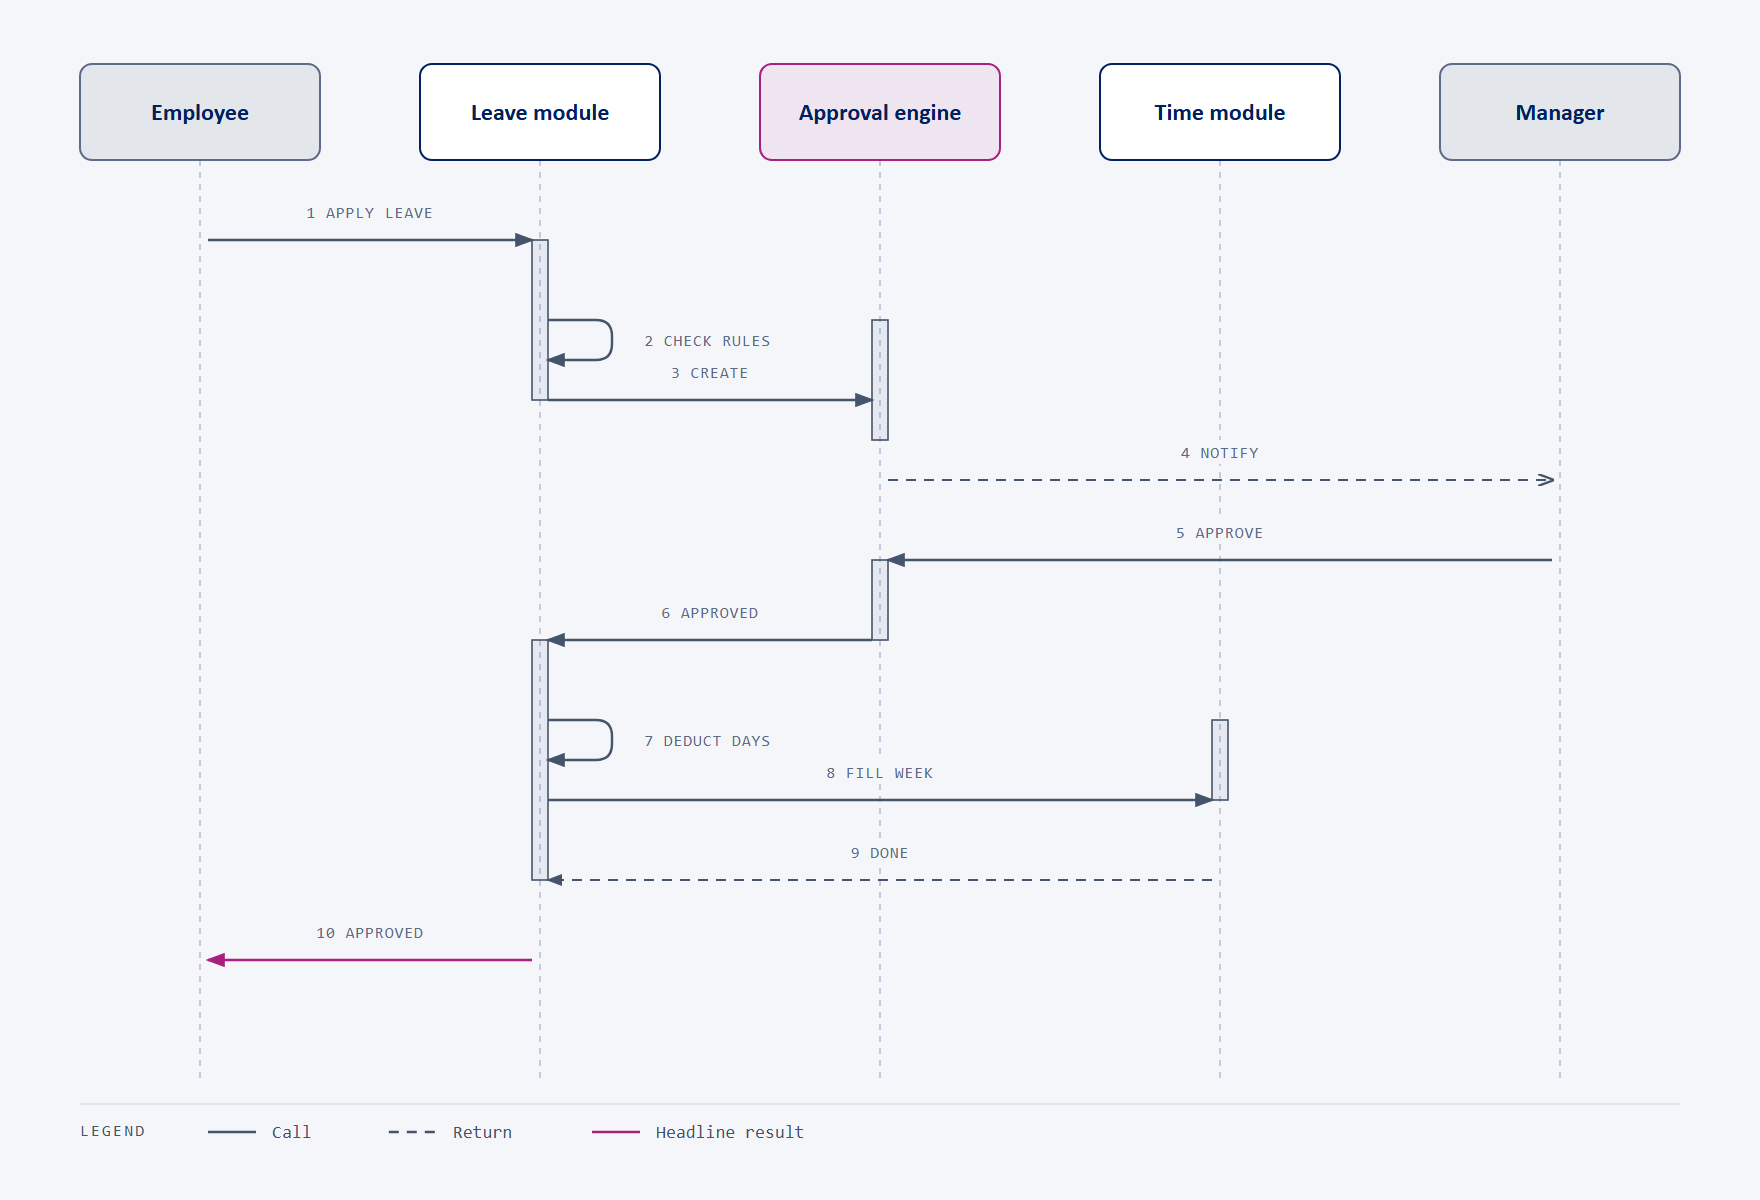 Employee
Leave module
Approval engine
Time module
Manager
1 APPLY LEAVE
2 CHECK RULES
3 CREATE
4 NOTIFY
5 APPROVE
6 APPROVED
7 DEDUCT DAYS
8 FILL WEEK
9 DONE
10 APPROVED
LEGEND
Call
Return
Headline result